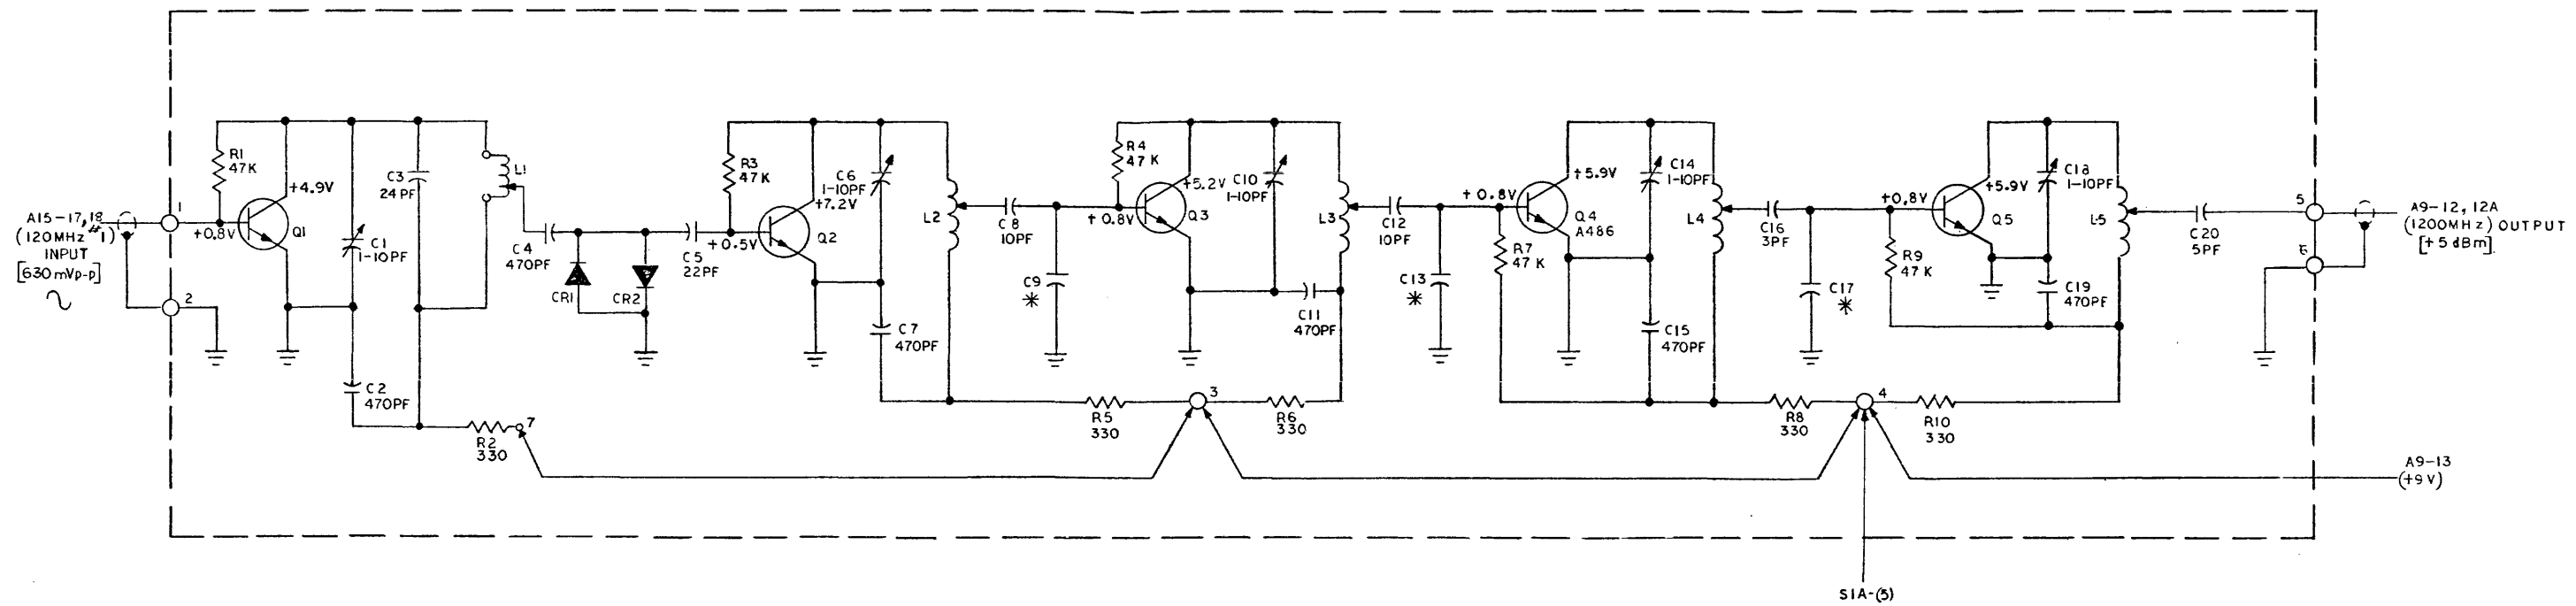 A15-17,18
(120MHz #1)
INPUT
[630mVp-p]
1
2
R1
47K
+4.9V
+0.8V
Q1
C1
1-10PF
C2
470PF
C3
24PF
L1
R2
330
7
C4
470PF
CR1
CR2
C5
22PF
R3
47K
+0.5V
C6
1-10PF
+7.2V
Q2
C7
470PF
L2
C8
10PF
C9
*
R5
330
3
R4
47K
+0.8V
+5.2V
Q3
C10
1-10PF
C11
470PF
R6
330
L3
C12
10PF
C13
*
+0.8V
R7
47K
+5.9V
Q4
A486
C14
1-10PF
C15
470PF
L4
C16
3PF
C17
*
R8
330
4
R10
330
+0.8V
R9
47K
+5.9V
Q5
C18
1-10PF
C19
470PF
L5
C20
5PF
5
6
A9-12, 12A
(1200MHz) OUTPUT
[+5dBm]
A9-13
(+9V)
S1A-(5)